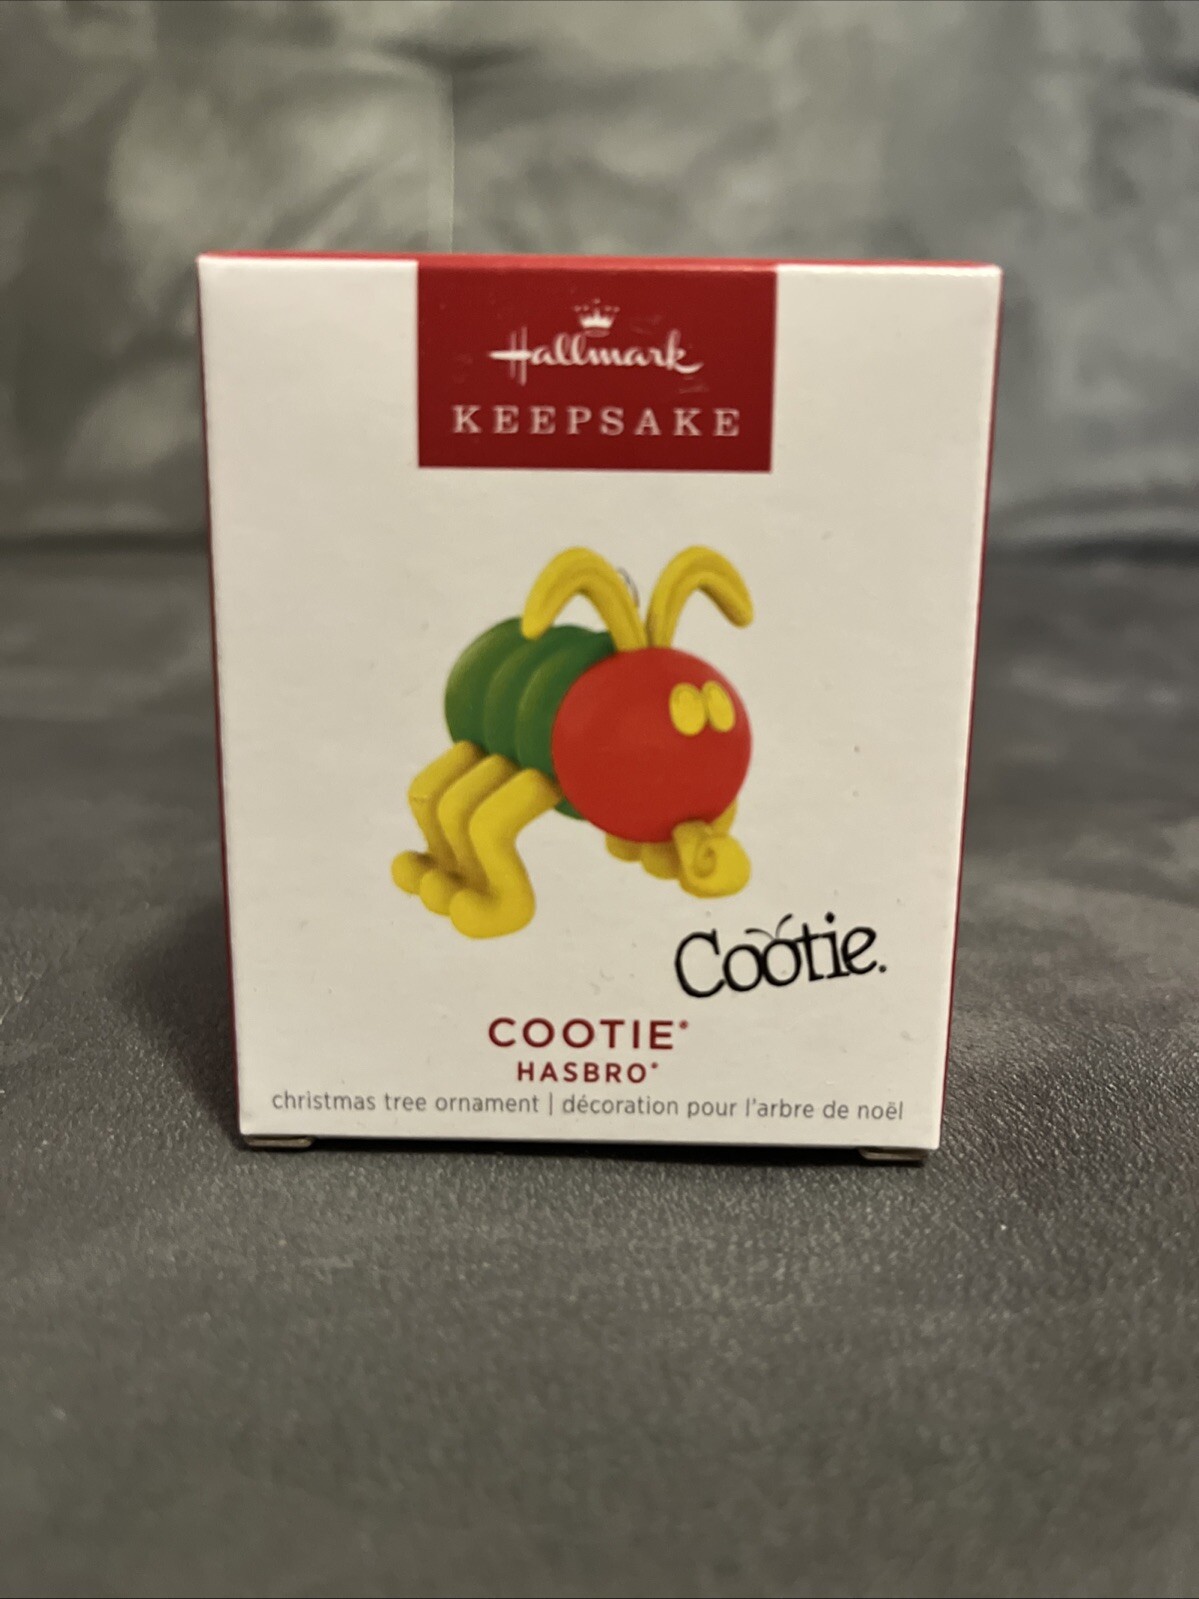 Hallmark
KEEPSAKE
Cootie.
COOTIE®
HASBRO®
christmas tree ornament | décoration pour l'arbre de noël